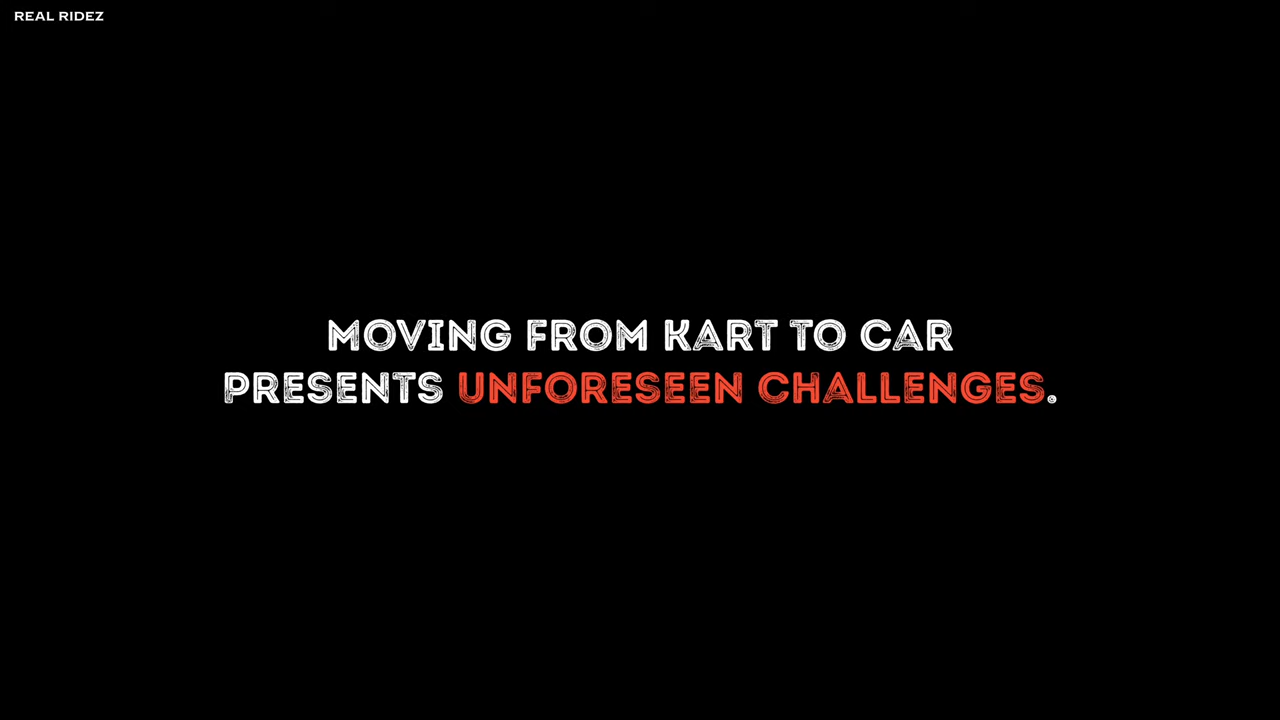 REAL RIDEZ
MOVING FROM KART TO CAR
PRESENTS UNFORESEEN CHALLENGES.